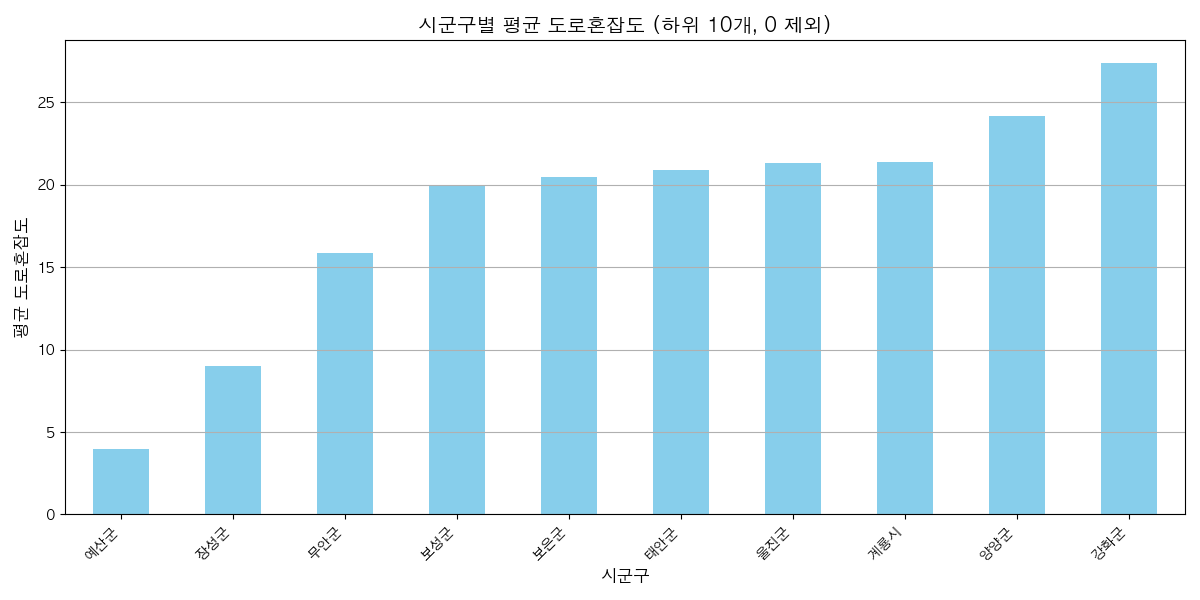 시군구별 평균 도로혼잡도 (하위 10개, 0 제외)
평균 도로혼잡도
25
20
15
10
5
0
예산군
장성군
무안군
보성군
보은군
태안군
울진군
계룡시
양양군
강화군
시군구